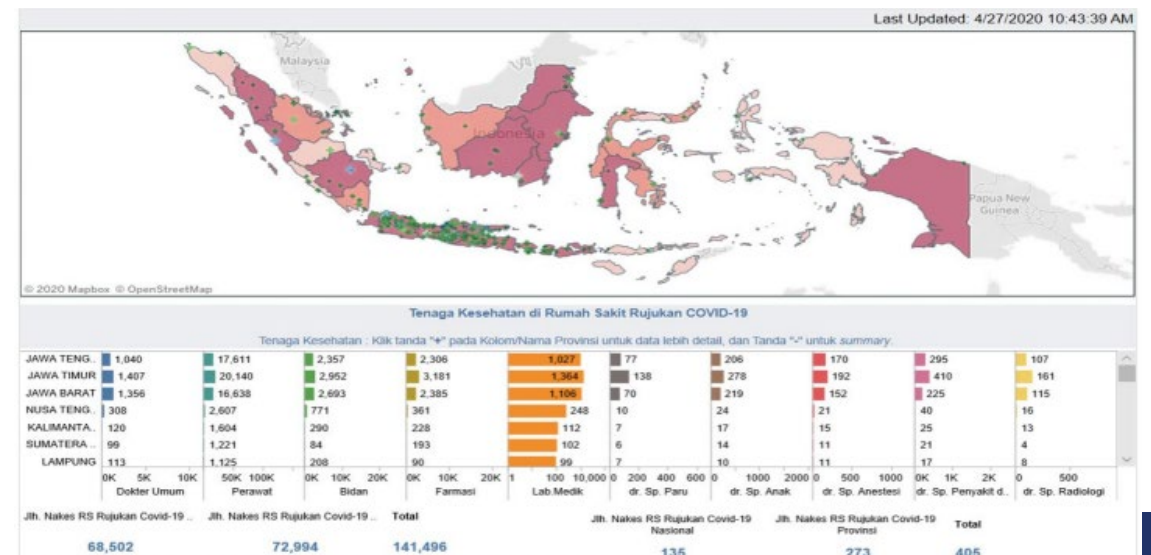 Last Updated: 4/27/2020 10:43:39 AM
Malaysia
Indonesia
Papua New
Guinea
© 2020 Mapbox © OpenStreetMap
Tenaga Kesehatan di Rumah Sakit Rujukan COVID-19
Tenaga Kesehatan : Klik tanda "+" pada Kolom/Nama Provinsi untuk data lebih detail, dan Tanda "-" untuk summary.
JAWA TENG.. 1,040 17,611 2,357 2,306 1,027 77 206 170 295 107
JAWA TIMUR 1,407 20,140 2,952 3,181 1,364 138 278 192 410 161
JAWA BARAT 1,356 16,638 2,693 2,385 1,106 70 219 152 225 115
NUSA TENG.. 308 2,607 771 361 248 10 24 21 40 16
KALIMANTA.. 120 1,604 290 228 112 7 17 15 25 13
SUMATERA .. 99 1,221 84 193 102 6 14 11 21 4
LAMPUNG 113 1,125 208 90 99 7 10 11 17 8
0K 5K 10K 50K 100K 0K 10K 20K 0K 10K 20K 1 100 10,000 0 200 400 600 0 1000 2000 0 500 1000 0K 1K 2K 0 500
Dokter Umum Perawat Bidan Farmasi Lab.Medik dr. Sp. Paru dr. Sp. Anak dr. Sp. Anestesi dr. Sp. Penyakit d.. dr. Sp. Radiologi
Jlh. Nakes RS Rujukan Covid-19 .. Jlh. Nakes RS Rujukan Covid-19 .. Total Jlh. Nakes RS Rujukan Covid-19 Jlh. Nakes RS Rujukan Covid-19 Total
Nasional Provinsi
68,502 72,994 141,496 135 273 405